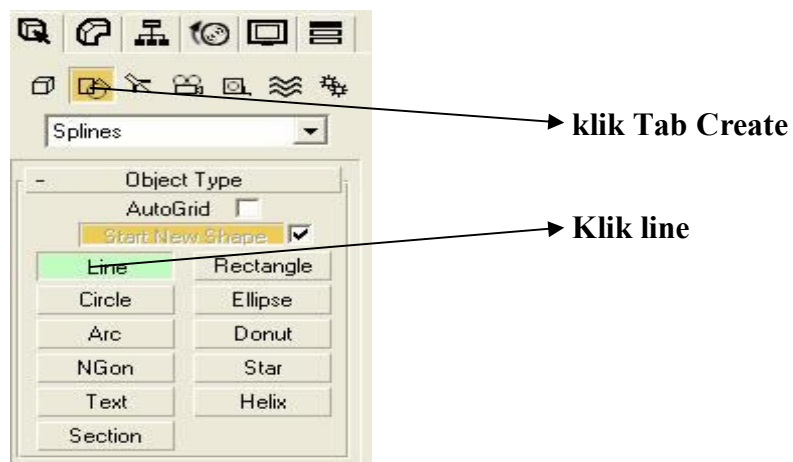 klik Tab Create
Splines
- Object Type
AutoGrid
Start New Shape
Klik line
Line Rectangle
Circle Ellipse
Arc Donut
NGon Star
Text Helix
Section